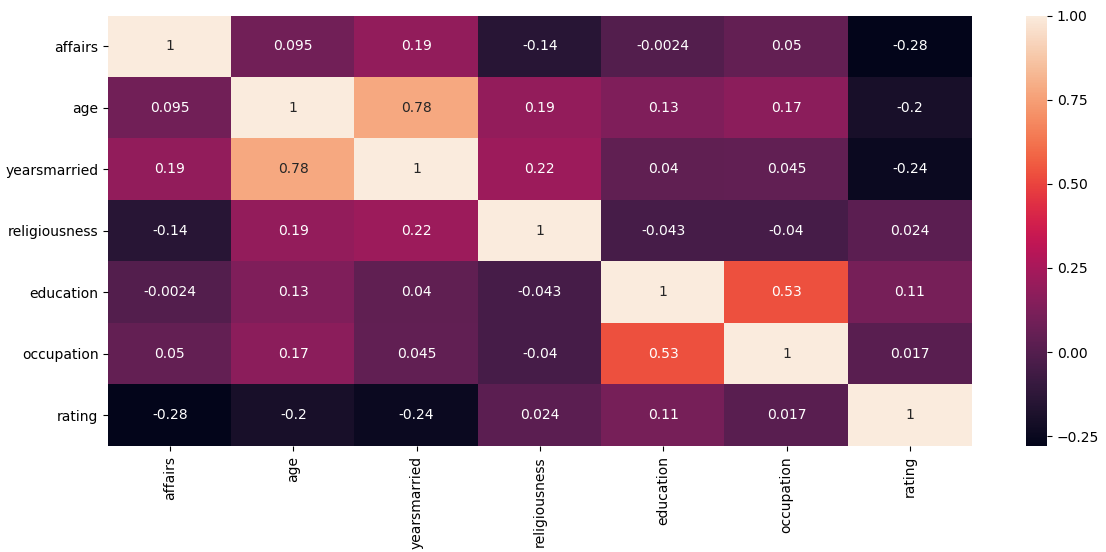 affairs 1 0.095 0.19 -0.14 -0.0024 0.05 -0.28
age 0.095 1 0.78 0.19 0.13 0.17 -0.2
yearsmarried 0.19 0.78 1 0.22 0.04 0.045 -0.24
religiousness -0.14 0.19 0.22 1 -0.043 -0.04 0.024
education -0.0024 0.13 0.04 -0.043 1 0.53 0.11
occupation 0.05 0.17 0.045 -0.04 0.53 1 0.017
rating -0.28 -0.2 -0.24 0.024 0.11 0.017 1
affairs
age
yearsmarried
religiousness
education
occupation
rating
1.00
0.75
0.50
0.25
0.00
−0.25